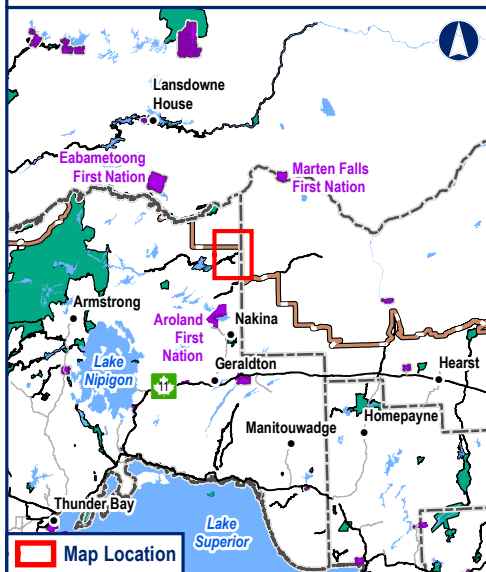 Lansdowne
House
Eabametoong
First Nation
Marten Falls
First Nation
Armstrong
Aroland
First
Nation
Nakina
Lake
Nipigon
11
Geraldton
Hearst
Manitouwadge
Homepayne
Thunder Bay
Lake
Superior
Map Location